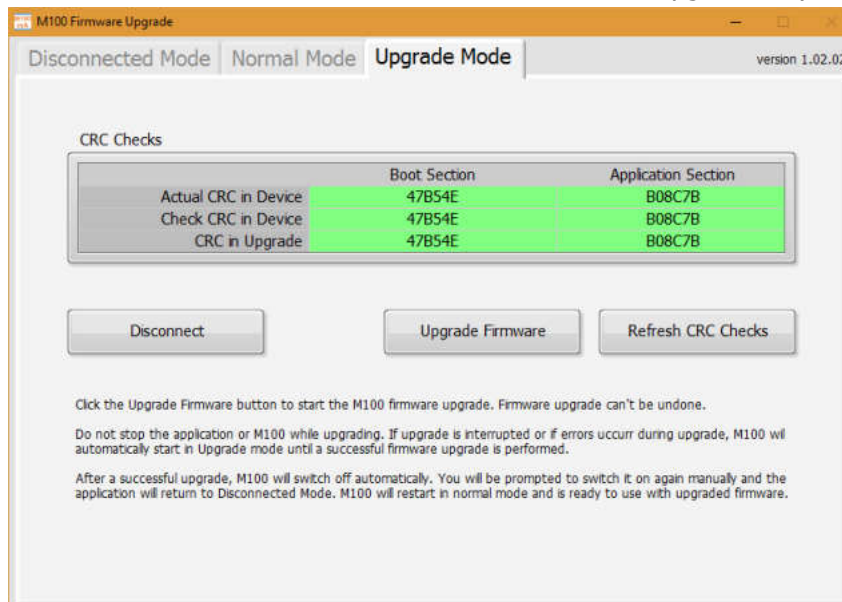 M100 Firmware Upgrade
Disconnected Mode Normal Mode Upgrade Mode version 1.02.02
CRC Checks
Boot Section Application Section
Actual CRC in Device 47B54E B08C7B
Check CRC in Device 47B54E B08C7B
CRC in Upgrade 47B54E B08C7B
Disconnect Upgrade Firmware Refresh CRC Checks
Click the Upgrade Firmware button to start the M100 firmware upgrade. Firmware upgrade can't be undone.
Do not stop the application or M100 while upgrading. If upgrade is interrupted or if errors uccurr during upgrade, M100 wil
automatically start in Upgrade mode until a successful firmware upgrade is performed.
After a successful upgrade, M100 will switch off automatically. You will be prompted to switch it on again manually and the
application will return to Disconnected Mode. M100 will restart in normal mode and is ready to use with upgraded firmware.